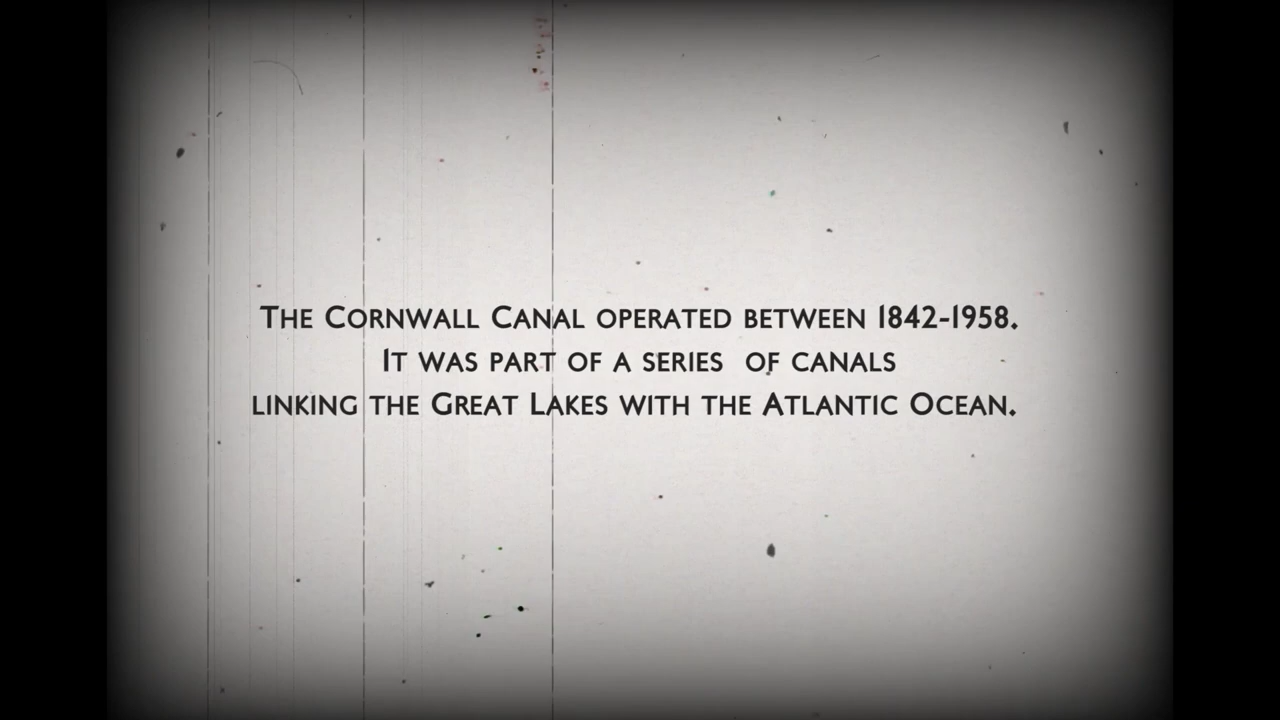 The Cornwall Canal operated between 1842-1958.
It was part of a series of canals
linking the Great Lakes with the Atlantic Ocean.